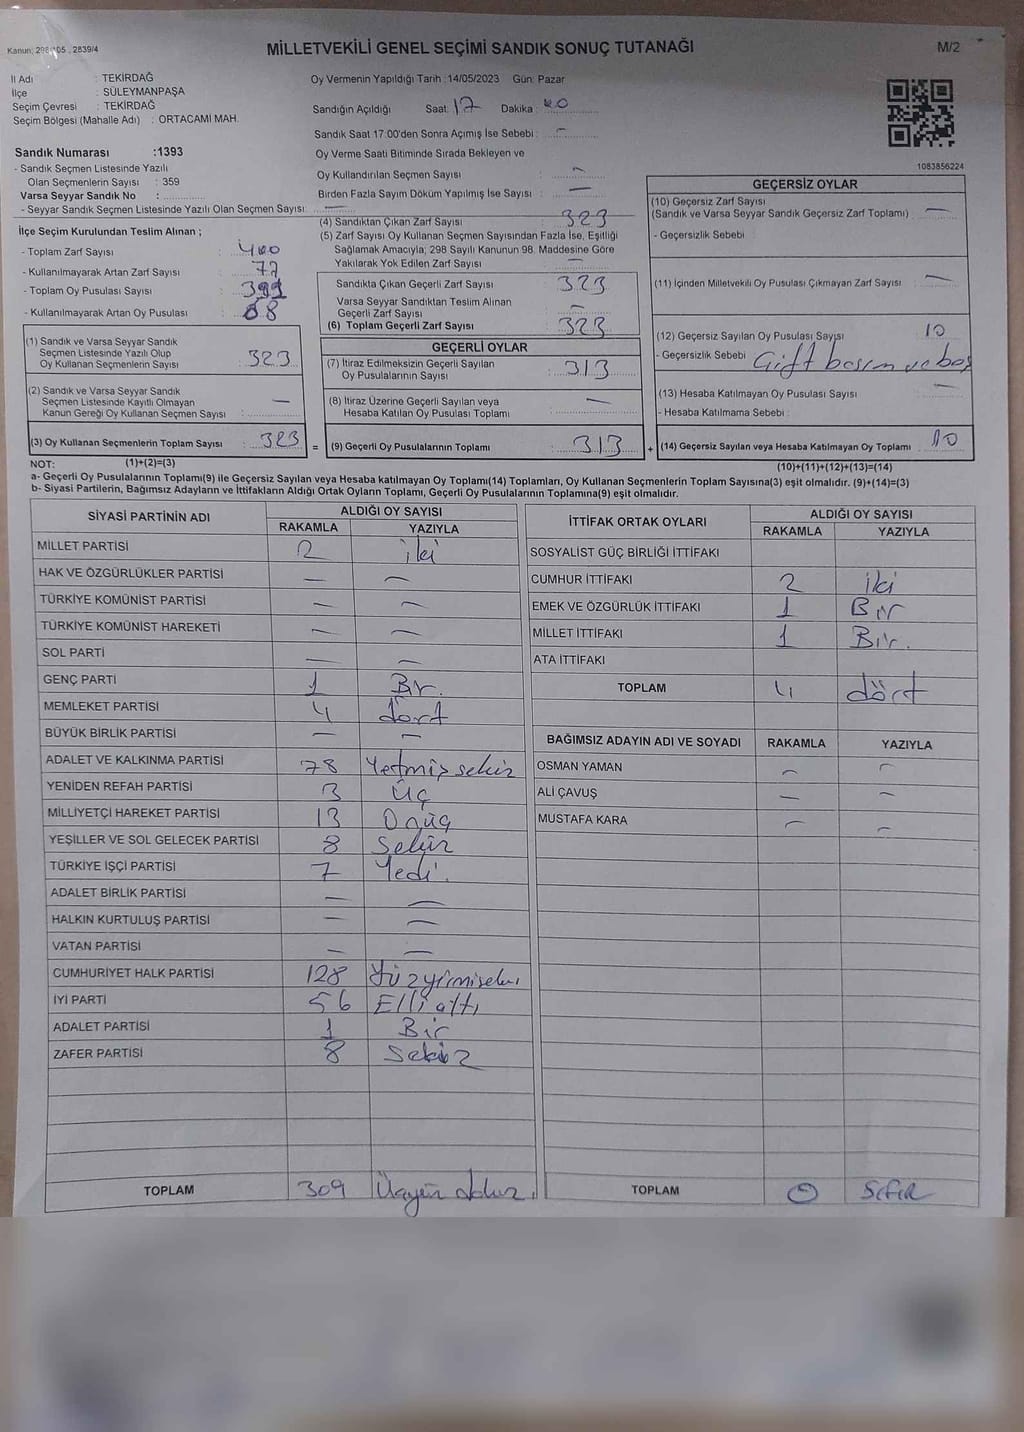 Kanun; 298/105 , 2839/4
MİLLETVEKİLİ GENEL SEÇİMİ SANDIK SONUÇ TUTANAĞI
M/2
İl Adı : TEKİRDAĞ
İlçe : SÜLEYMANPAŞA
Seçim Çevresi : TEKİRDAĞ
Seçim Bölgesi (Mahalle Adı) : ORTACAMİ MAH.
Sandık Numarası :1393
- Sandık Seçmen Listesinde Yazılı
Olan Seçmenlerin Sayısı : 359
Varsa Seyyar Sandık No :
- Seyyar Sandık Seçmen Listesinde Yazılı Olan Seçmen Sayısı: —
İlçe Seçim Kurulundan Teslim Alınan ;
- Toplam Zarf Sayısı : 400
- Kullanılmayarak Artan Zarf Sayısı : 77
- Toplam Oy Pusulası Sayısı :
- Kullanılmayarak Artan Oy Pusulası :
(1) Sandık ve Varsa Seyyar Sandık
Seçmen Listesinde Yazılı Olup
Oy Kullanan Seçmenlerin Sayısı : 323
(2) Sandık ve Varsa Seyyar Sandık
Seçmen Listesinde Kayıtlı Olmayan
Kanun Gereği Oy Kullanan Seçmen Sayısı : —
(3) Oy Kullanan Seçmenlerin Toplam Sayısı : 323
Oy Vermenin Yapıldığı Tarih : 14/05/2023 Gün: Pazar
Sandığın Açıldığı Saat: 17 Dakika :
Sandık Saat 17:00'den Sonra Açımış İse Sebebi : —
Oy Verme Saati Bitiminde Sırada Bekleyen ve
Oy Kullandırılan Seçmen Sayısı : —
Birden Fazla Sayım Döküm Yapılmış İse Sayısı : —
(4) Sandıktan Çıkan Zarf Sayısı : 323
(5) Zarf Sayısı Oy Kullanan Seçmen Sayısından Fazla İse, Eşitliği
Sağlamak Amacıyla; 298 Sayılı Kanunun 98. Maddesine Göre
Yakılarak Yok Edilen Zarf Sayısı : —
Sandıkta Çıkan Geçerli Zarf Sayısı : 323
Varsa Seyyar Sandıktan Teslim Alınan
Geçerli Zarf Sayısı : —
(6) Toplam Geçerli Zarf Sayısı : 323
GEÇERLİ OYLAR
(7) İtiraz Edilmeksizin Geçerli Sayılan
Oy Pusulalarının Sayısı : 313
(8) İtiraz Üzerine Geçerli Sayılan veya
Hesaba Katılan Oy Pusulası Toplamı : —
= (9) Geçerli Oy Pusulalarının Toplamı : 313
1083856224
GEÇERSİZ OYLAR
(10) Geçersiz Zarf Sayısı
(Sandık ve Varsa Seyyar Sandık Geçersiz Zarf Toplamı) : —
- Geçersizlik Sebebi :
(11) İçinden Milletvekili Oy Pusulası Çıkmayan Zarf Sayısı : —
(12) Geçersiz Sayılan Oy Pusulası Sayısı : 10
- Geçersizlik Sebebi : Çift basım ve boş
(13) Hesaba Katılmayan Oy Pusulası Sayısı : —
- Hesaba Katılmama Sebebi :
+ (14) Geçersiz Sayılan veya Hesaba Katılmayan Oy Toplamı : 10
NOT: (1)+(2)=(3)
(10)+(11)+(12)+(13)=(14)
a- Geçerli Oy Pusulalarının Toplamı(9) ile Geçersiz Sayılan veya Hesaba katılmayan Oy Toplamı(14) Toplamları, Oy Kullanan Seçmenlerin Toplam Sayısına(3) eşit olmalıdır. (9)+(14)=(3)
b- Siyasi Partilerin, Bağımsız Adayların ve İttifakların Aldığı Ortak Oyların Toplamı, Geçerli Oy Pusulalarının Toplamına(9) eşit olmalıdır.
SİYASİ PARTİNİN ADI ALDIĞI OY SAYISI
RAKAMLA YAZIYLA
MİLLET PARTİSİ 2 iki
HAK VE ÖZGÜRLÜKLER PARTİSİ — —
TÜRKİYE KOMÜNİST PARTİSİ — —
TÜRKİYE KOMÜNİST HAREKETİ — —
SOL PARTİ — —
GENÇ PARTİ 1 Bir.
MEMLEKET PARTİSİ 4 dört
BÜYÜK BİRLİK PARTİSİ — —
ADALET VE KALKINMA PARTİSİ 78 Yetmiş sekiz
YENİDEN REFAH PARTİSİ 3 Üç
MİLLİYETÇİ HAREKET PARTİSİ 13 Onüç
YEŞİLLER VE SOL GELECEK PARTİSİ 8 Sekiz
TÜRKİYE İŞÇİ PARTİSİ 7 Yedi.
ADALET BİRLİK PARTİSİ — —
HALKIN KURTULUŞ PARTİSİ — —
VATAN PARTİSİ — —
CUMHURİYET HALK PARTİSİ 128 Yüzyirmisekiz
İYİ PARTİ 56 Elli altı
ADALET PARTİSİ 1 Bir
ZAFER PARTİSİ 8 Sekiz
TOPLAM 309 Üçyüz dokuz
İTTİFAK ORTAK OYLARI ALDIĞI OY SAYISI
RAKAMLA YAZIYLA
SOSYALİST GÜÇ BİRLİĞİ İTTİFAKI
CUMHUR İTTİFAKI 2 iki
EMEK VE ÖZGÜRLÜK İTTİFAKI 1 Bir
MİLLET İTTİFAKI 1 Bir.
ATA İTTİFAKI
TOPLAM 4 dört
BAĞIMSIZ ADAYIN ADI VE SOYADI RAKAMLA YAZIYLA
OSMAN YAMAN — —
ALİ ÇAVUŞ — —
MUSTAFA KARA — —
TOPLAM 0 Sıfır